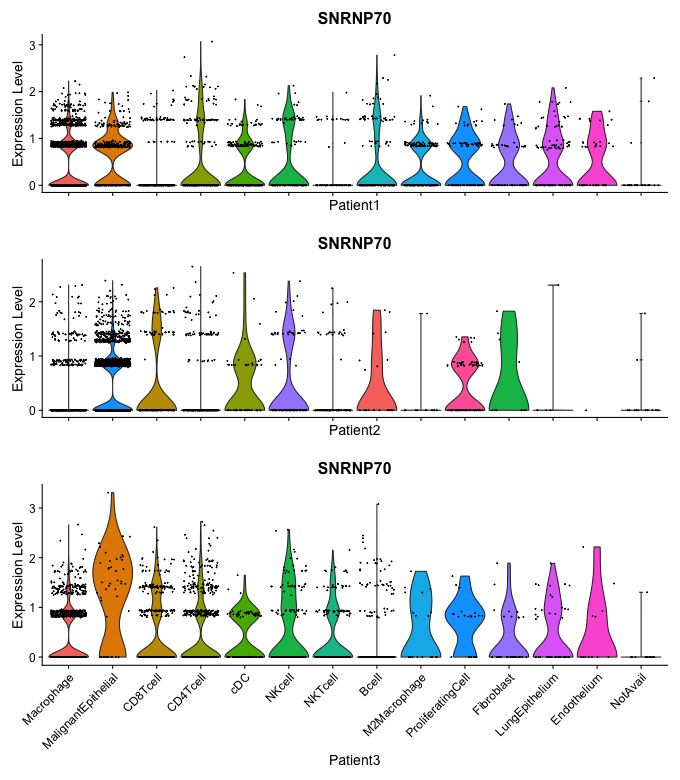 SNRNP70
Expression Level
3
2
1
0
Patient1
SNRNP70
Expression Level
2
1
0
Patient2
SNRNP70
Expression Level
3
2
1
0
Macrophage
MalignantEpithelial
CD8Tcell
CD4Tcell
cDC
NKcell
NKTcell
Bcell
M2Macrophage
ProliferatingCell
Fibroblast
LungEpithelium
Endothelium
NotAvail
Patient3